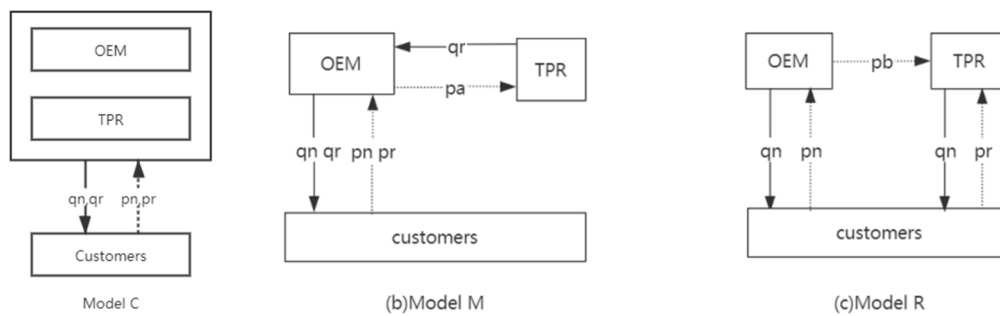 OEM
TPR
qn,qr
pn,pr
Customers
Model C
OEM
qr
pa
TPR
qn qr
pn pr
customers
(b)Model M
OEM
pb
TPR
qn
pn
qn
pr
customers
(c)Model R